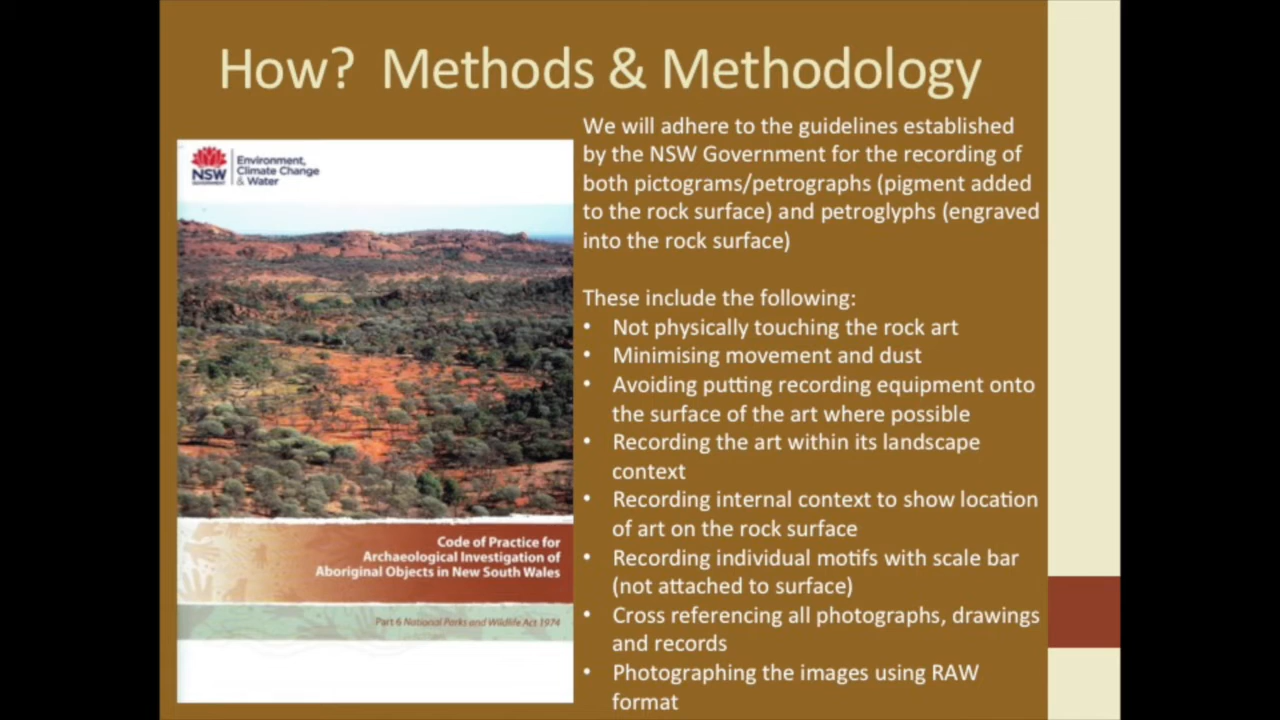 How? Methods & Methodology
NSW
GOVERNMENT
Environment,
Climate Change
& Water
Code of Practice for
Archaeological Investigation of
Aboriginal Objects in New South Wales
Part 6 National Parks and Wildlife Act 1974
We will adhere to the guidelines established
by the NSW Government for the recording of
both pictograms/petrographs (pigment added
to the rock surface) and petroglyphs (engraved
into the rock surface)
These include the following:
• Not physically touching the rock art
• Minimising movement and dust
• Avoiding putting recording equipment onto
the surface of the art where possible
• Recording the art within its landscape
context
• Recording internal context to show location
of art on the rock surface
• Recording individual motifs with scale bar
(not attached to surface)
• Cross referencing all photographs, drawings
and records
• Photographing the images using RAW
format